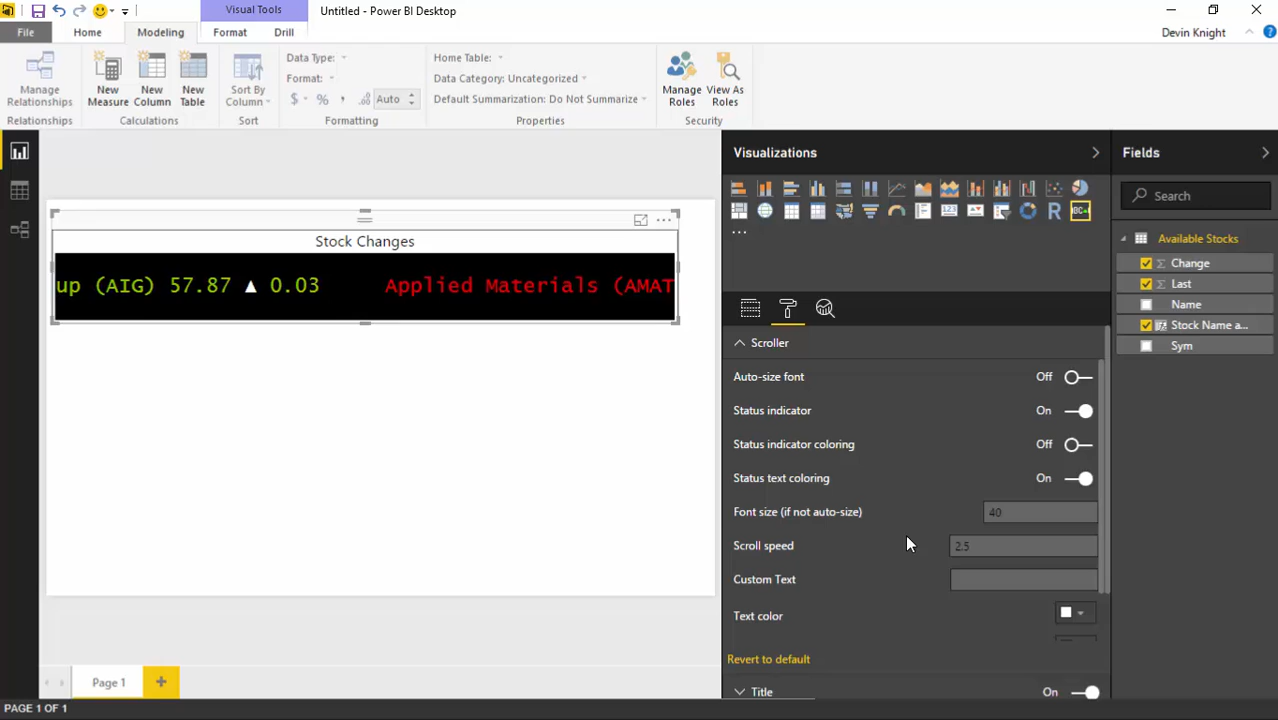 Visual Tools
Untitled - Power BI Desktop
File
Home
Modeling
Format
Drill
Devin Knight
Manage Relationships
New Measure
New Column
New Table
Sort By Column
Data Type:
Format:
$ % , Auto
Home Table:
Data Category: Uncategorized
Default Summarization: Do Not Summarize
Manage Roles
View As Roles
Relationships
Calculations
Sort
Formatting
Properties
Security
Stock Changes
up (AIG) 57.87 ▲ 0.03 Applied Materials (AMAT
Visualizations
Scroller
Auto-size font Off
Status indicator On
Status indicator coloring Off
Status text coloring On
Font size (if not auto-size) 40
Scroll speed 2.5
Custom Text
Text color
Revert to default
Title On
Fields
Search
Available Stocks
Change
Last
Name
Stock Name a...
Sym
Page 1
PAGE 1 OF 1